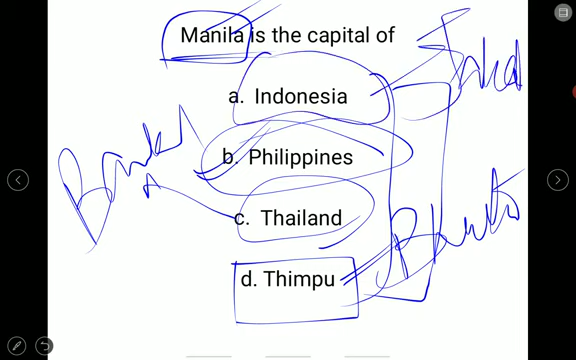 Manila is the capital of
a. Indonesia
b. Philippines
c. Thailand
d. Thimpu